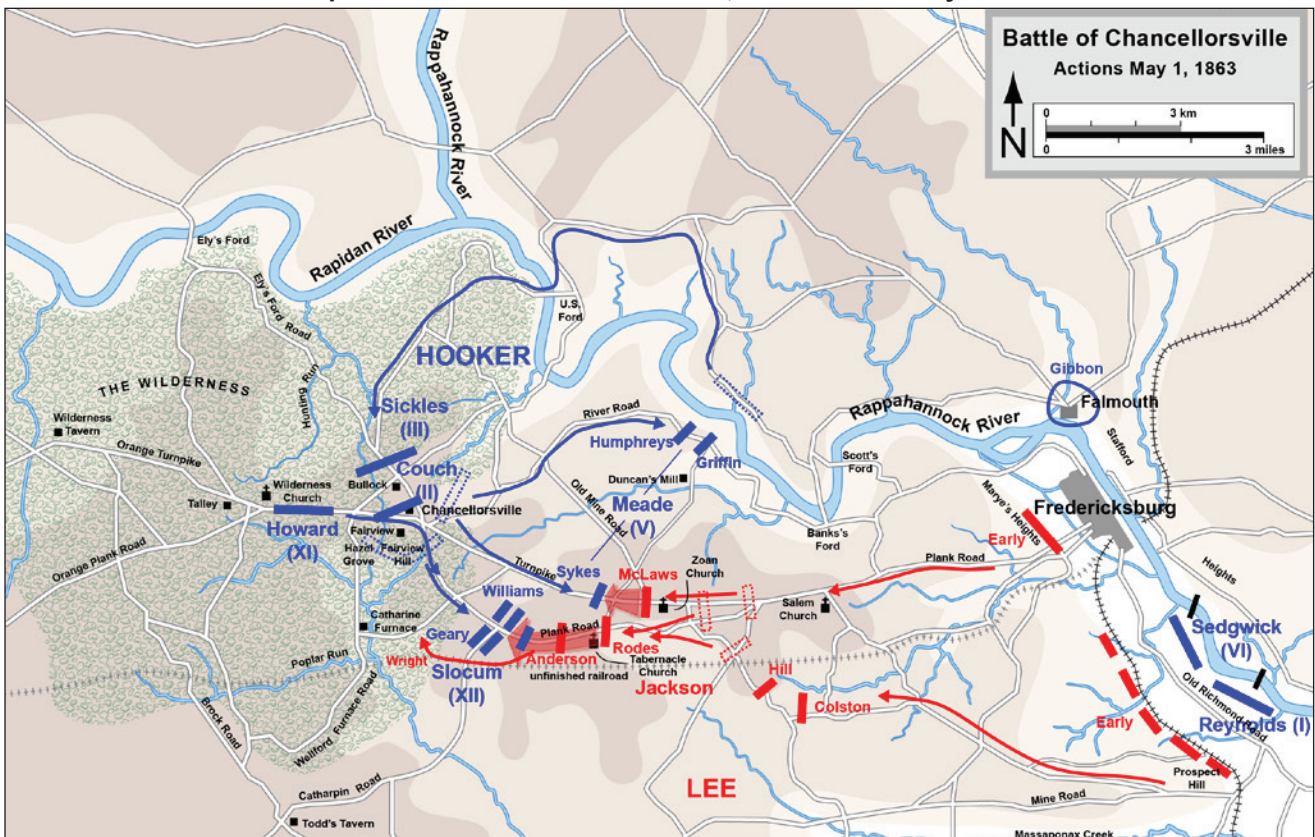 Battle of Chancellorsville
Actions May 1, 1863
0
3 km
0
3 miles
N
Rappahannock River
Rapidan River
Ely's Ford
Ely's Ford Road
Hunting Run
U.S.
Ford
HOOKER
THE WILDERNESS
Sickles
(III)
Wilderness
Tavern
Orange Turnpike
Wilderness
Church
Talley
Bullock
Couch
(II)
Chancellorsville
Howard
(XI)
Fairview
Hazel
Grove
Fairview
Hill
Orange Plank Road
River Road
Humphreys
Griffin
Duncan's Mill
Old Mine Road
Meade
(V)
Rappahannock River
Scott's
Ford
Banks's
Ford
Gibbon
Falmouth
Stafford
Heights
Marye's Heights
Fredericksburg
Early
Plank Road
Turnpike
Sykes
McLaws
Zoan
Church
Salem
Church
Williams
Geary
Slocum
(XII)
Catharine
Furnace
Poplar Run
Wright
Plank Road
Anderson
Rodes
Tabernacle
Church
unfinished railroad
Jackson
Hill
Colston
Sedgwick
(VI)
Old Richmond Road
Reynolds (I)
Early
Prospect
Hill
Brock Road
Wellford Furnace Road
Catharpin Road
Todd's Tavern
LEE
Mine Road
Massaponax Creek